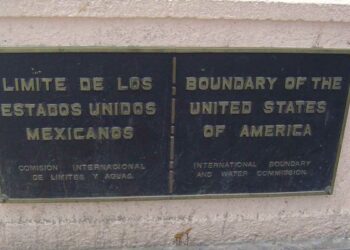 LIMITE DE LOS
ESTADOS UNIDOS
MEXICANOS
COMISION INTERNACIONAL
DE LIMITES Y AGUAS.
BOUNDARY OF THE
UNITED STATES
OF AMERICA
INTERNATIONAL BOUNDARY
AND WATER COMMISSION.